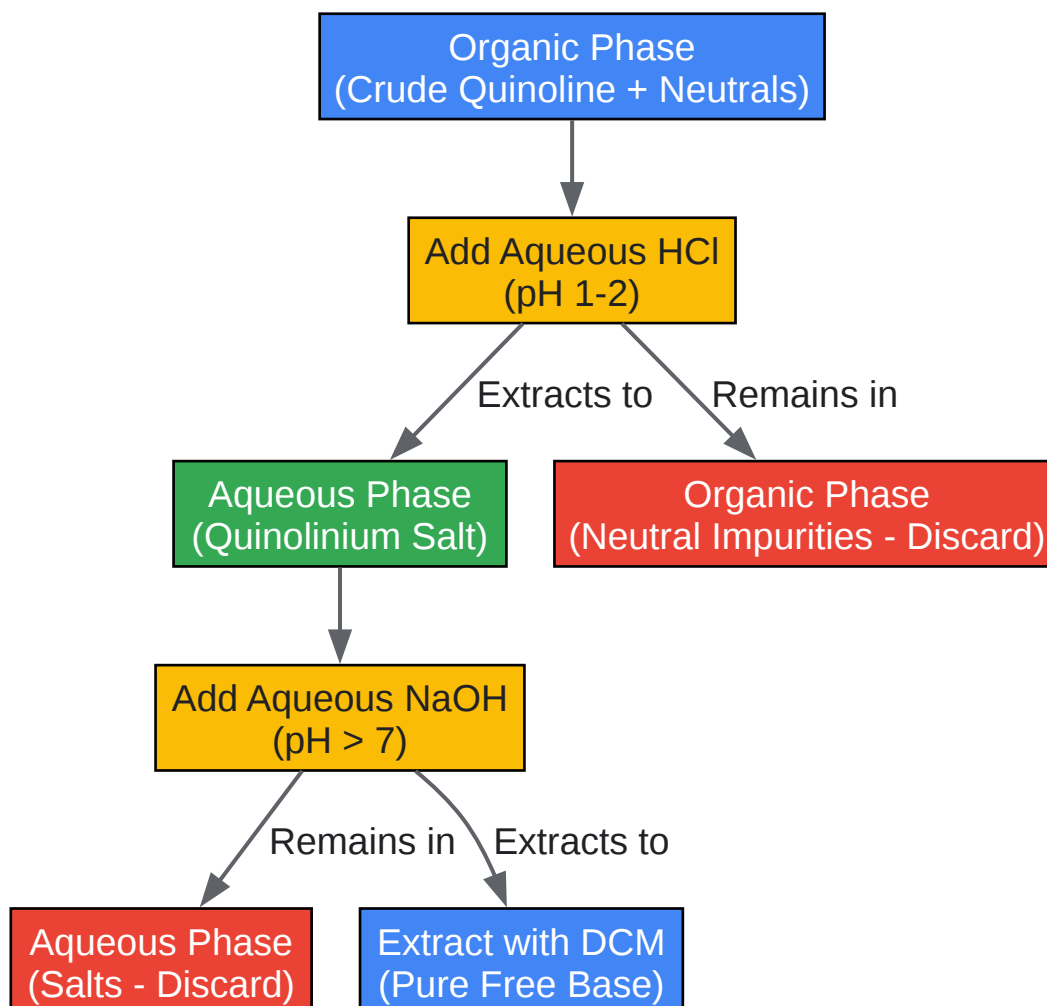 Organic Phase
(Crude Quinoline + Neutrals)
Add Aqueous HCl
(pH 1-2)
Extracts to
Remains in
Aqueous Phase
(Quinolinium Salt)
Organic Phase
(Neutral Impurities - Discard)
Add Aqueous NaOH
(pH > 7)
Remains in
Extracts to
Aqueous Phase
(Salts - Discard)
Extract with DCM
(Pure Free Base)